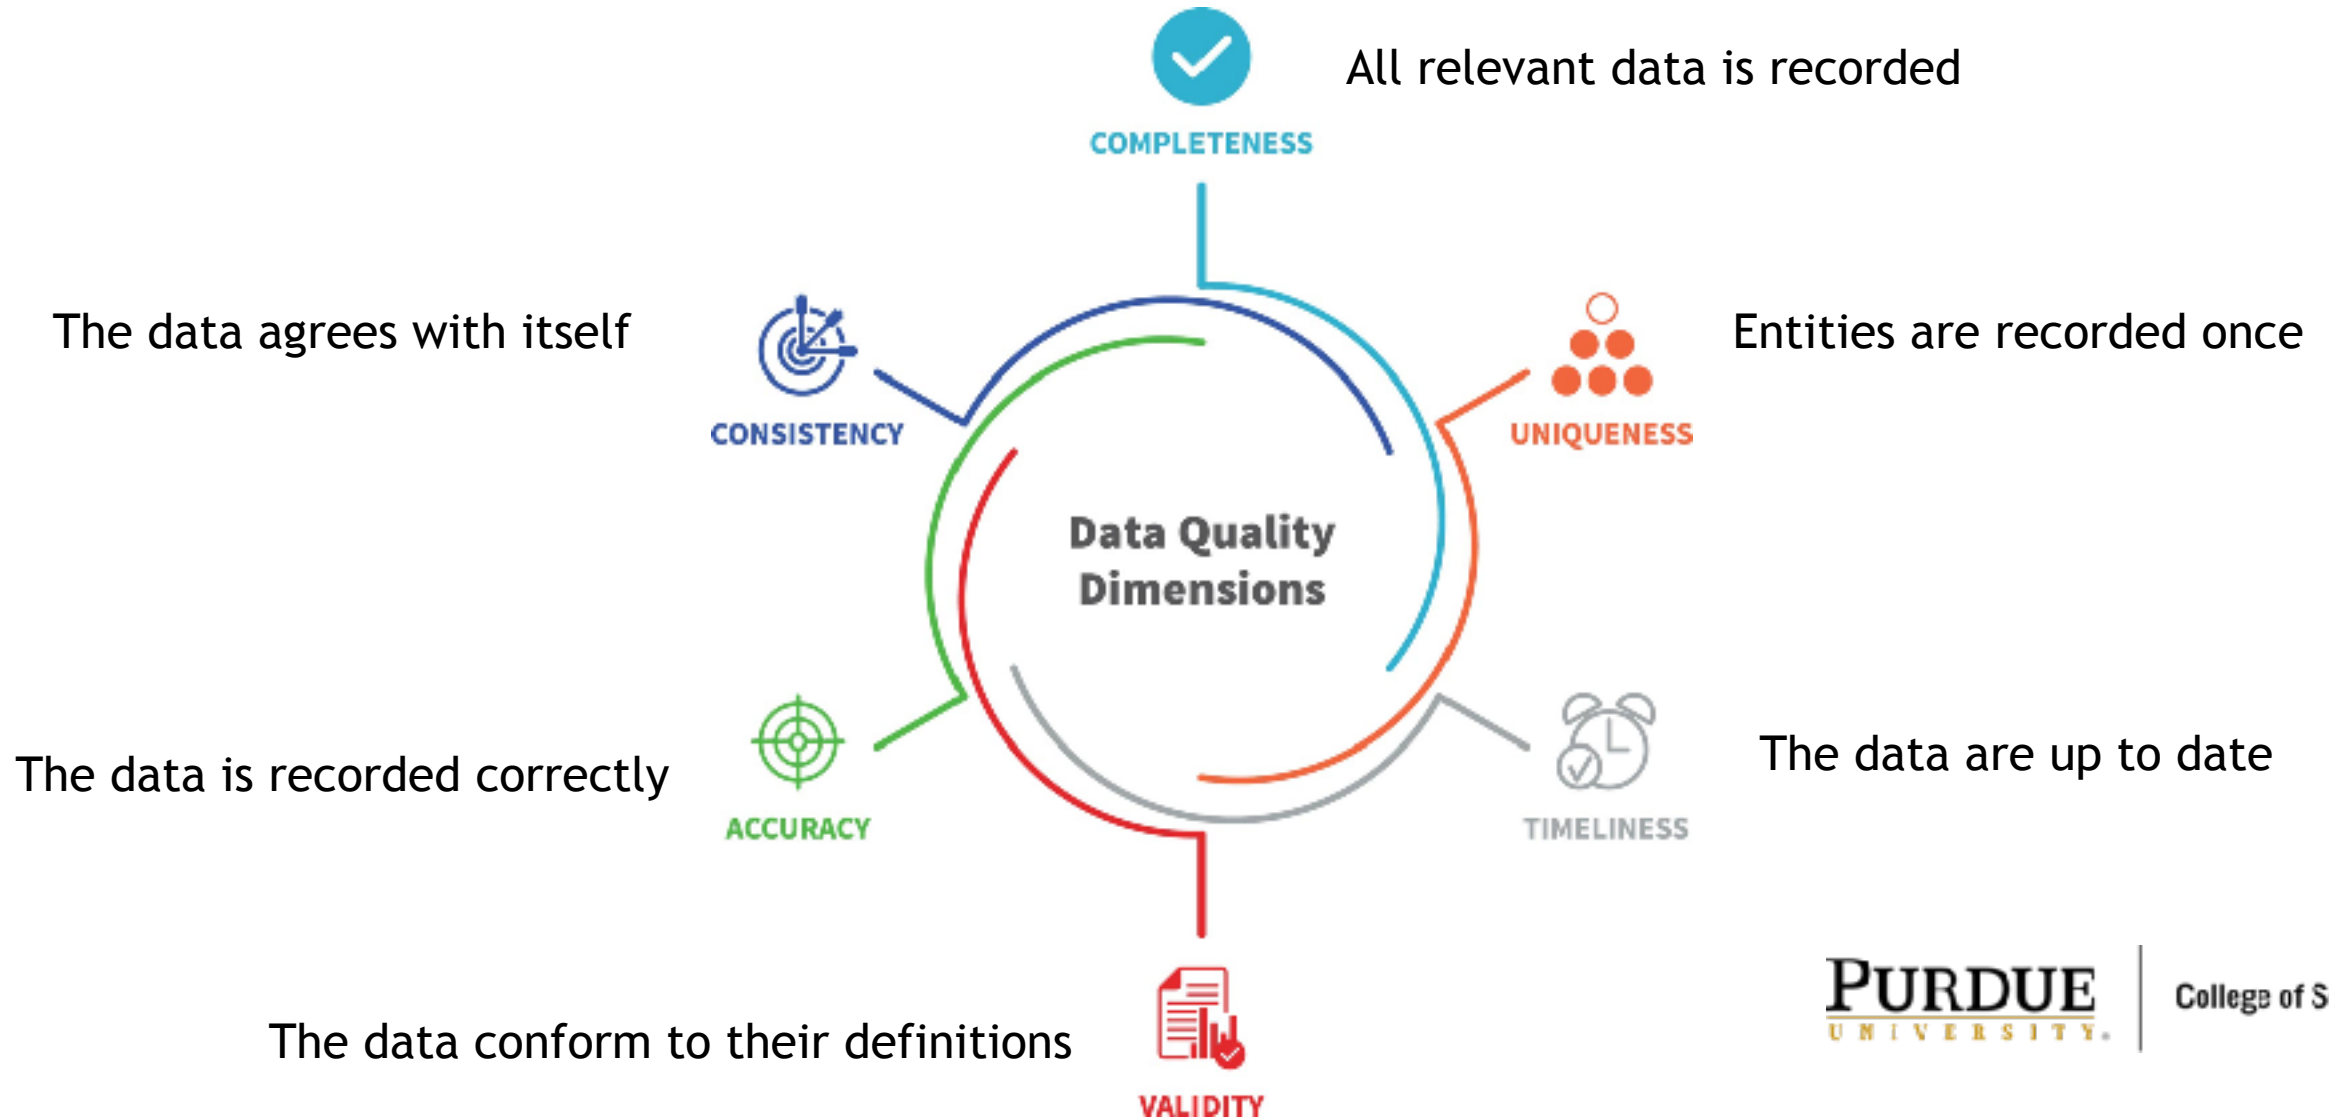 All relevant data is recorded
COMPLETENESS
The data agrees with itself
CONSISTENCY
Entities are recorded once
UNIQUENESS
Data Quality
Dimensions
The data is recorded correctly
ACCURACY
The data are up to date
TIMELINESS
The data conform to their definitions
VALIDITY
PURDUE
UNIVERSITY®
College of S